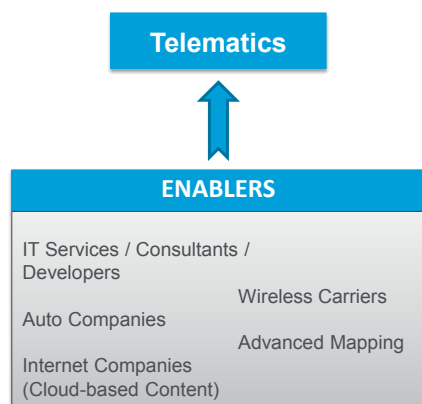 Telematics
ENABLERS
IT Services / Consultants /
Developers
Auto Companies
Internet Companies
(Cloud-based Content)
Wireless Carriers
Advanced Mapping